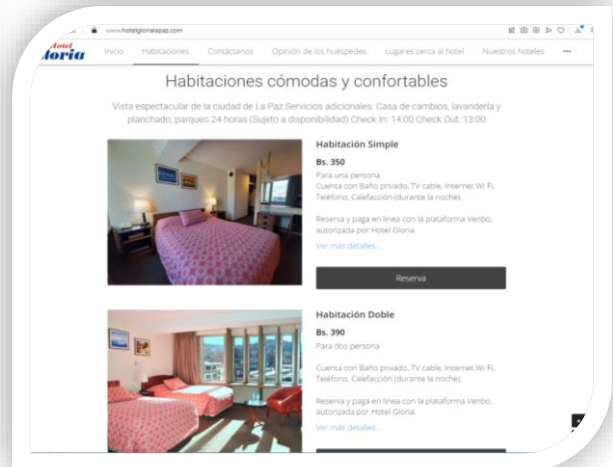 www.hotelglorialapaz.com
Hotel
loria
Inicio
Habitaciones
Contáctanos
Opinión de los huéspedes
Lugares cerca al hotel
Nuestros hoteles
Habitaciones cómodas y confortables
Vista espectacular de la ciudad de La Paz.Servicios adicionales: Casa de cambios, lavandería y
planchado, parqueo 24 horas (Sujeto a disponibilidad) Check In: 14:00 Check Out: 13:00
Habitación Simple
Bs. 350
Para una persona
Cuenta con Baño privado, TV cable, Internet Wi Fi,
Teléfono, Calefacción (durante la noche).
Reserva y paga en linea con la plataforma Venbo,
autorizada por Hotel Gloria.
Ver más detalles...
Reserva
Habitación Doble
Bs. 390
Para dos persona
Cuenta con Baño privado, TV cable, Internet Wi Fi,
Teléfono, Calefacción (durante la noche).
Reserva y paga en linea con la plataforma Venbo,
autorizada por Hotel Gloria.
Ver más detalles...